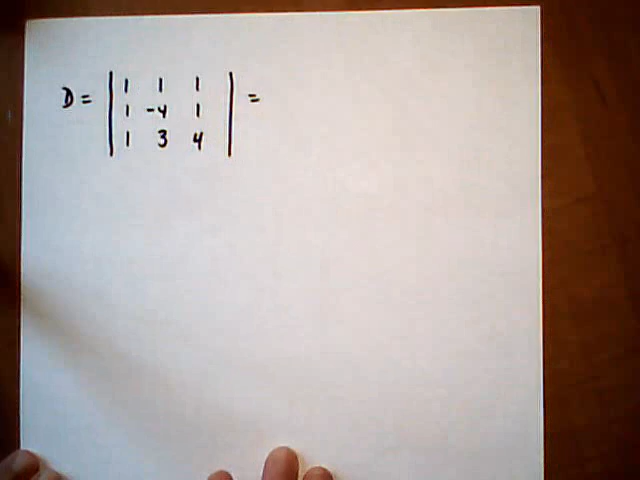 D = | 1 1 1 | =
| 1 -4 1 |
| 1 3 4 |